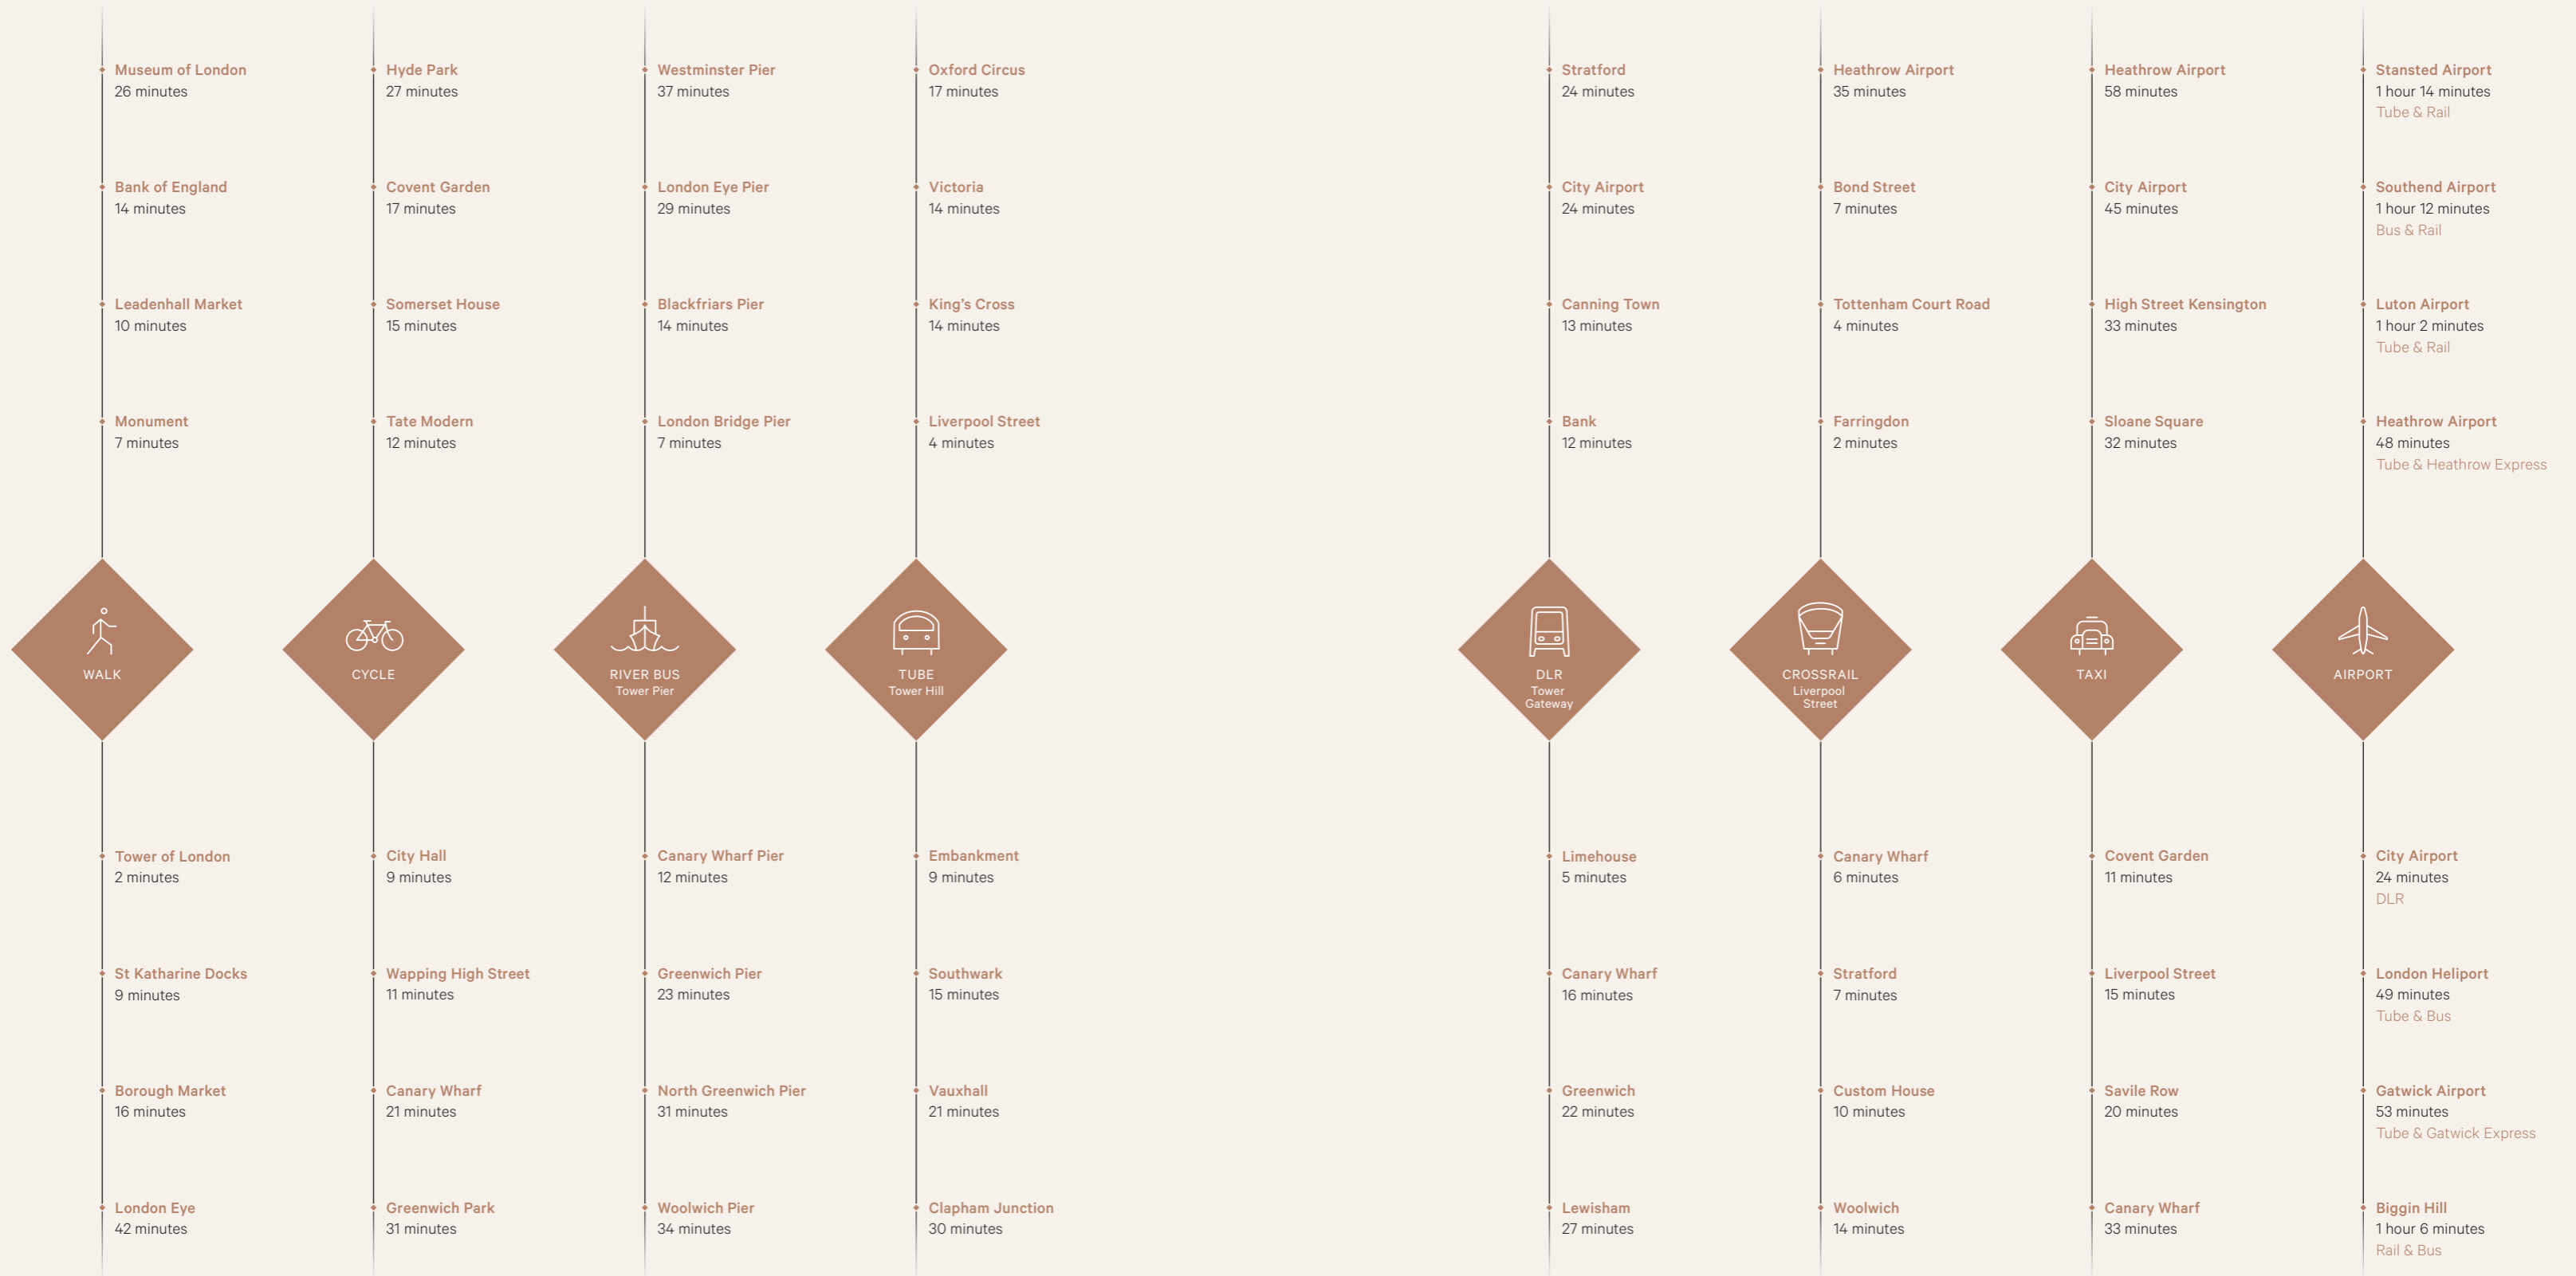 Museum of London
26 minutes
Bank of England
14 minutes
Leadenhall Market
10 minutes
Monument
7 minutes
WALK
Tower of London
2 minutes
St Katharine Docks
9 minutes
Borough Market
16 minutes
London Eye
42 minutes
Hyde Park
27 minutes
Covent Garden
17 minutes
Somerset House
15 minutes
Tate Modern
12 minutes
CYCLE
City Hall
9 minutes
Wapping High Street
11 minutes
Canary Wharf
21 minutes
Greenwich Park
31 minutes
Westminster Pier
37 minutes
London Eye Pier
29 minutes
Blackfriars Pier
14 minutes
London Bridge Pier
7 minutes
RIVER BUS
Tower Pier
Canary Wharf Pier
12 minutes
Greenwich Pier
23 minutes
North Greenwich Pier
31 minutes
Woolwich Pier
34 minutes
Oxford Circus
17 minutes
Victoria
14 minutes
King’s Cross
14 minutes
Liverpool Street
4 minutes
TUBE
Tower Hill
Embankment
9 minutes
Southwark
15 minutes
Vauxhall
21 minutes
Clapham Junction
30 minutes
Stratford
24 minutes
City Airport
24 minutes
Canning Town
13 minutes
Bank
12 minutes
DLR
Tower
Gateway
Limehouse
5 minutes
Canary Wharf
16 minutes
Greenwich
22 minutes
Lewisham
27 minutes
Heathrow Airport
35 minutes
Bond Street
7 minutes
Tottenham Court Road
4 minutes
Farringdon
2 minutes
CROSSRAIL
Liverpool
Street
Canary Wharf
6 minutes
Stratford
7 minutes
Custom House
10 minutes
Woolwich
14 minutes
Heathrow Airport
58 minutes
City Airport
45 minutes
High Street Kensington
33 minutes
Sloane Square
32 minutes
TAXI
Covent Garden
11 minutes
Liverpool Street
15 minutes
Savile Row
20 minutes
Canary Wharf
33 minutes
Stansted Airport
1 hour 14 minutes
Tube & Rail
Southend Airport
1 hour 12 minutes
Bus & Rail
Luton Airport
1 hour 2 minutes
Tube & Rail
Heathrow Airport
48 minutes
Tube & Heathrow Express
AIRPORT
City Airport
24 minutes
DLR
London Heliport
49 minutes
Tube & Bus
Gatwick Airport
53 minutes
Tube & Gatwick Express
Biggin Hill
1 hour 6 minutes
Rail & Bus